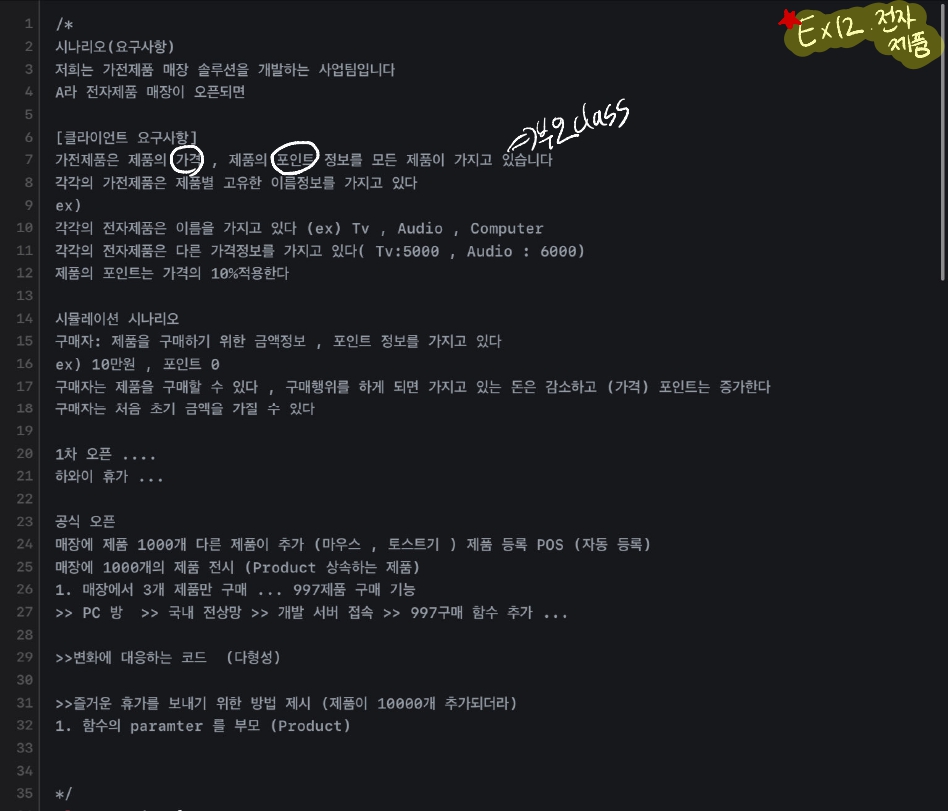 Ex12. 전자
제품
1 /*
2 시나리오(요구사항)
3 저희는 가전제품 매장 솔루션을 개발하는 사업팀입니다
4 A라 전자제품 매장이 오픈되면
5
⇒부모class
6 [클라이언트 요구사항]
7 가전제품은 제품의 가격 , 제품의 포인트 정보를 모든 제품이 가지고 있습니다
8 각각의 가전제품은 제품별 고유한 이름정보를 가지고 있다
9 ex)
10 각각의 전자제품은 이름을 가지고 있다 (ex) Tv , Audio , Computer
11 각각의 전자제품은 다른 가격정보를 가지고 있다( Tv:5000 , Audio : 6000)
12 제품의 포인트는 가격의 10%적용한다
13
14 시뮬레이션 시나리오
15 구매자: 제품을 구매하기 위한 금액정보 , 포인트 정보를 가지고 있다
16 ex) 10만원 , 포인트 0
17 구매자는 제품을 구매할 수 있다 , 구매행위를 하게 되면 가지고 있는 돈은 감소하고 (가격) 포인트는 증가한다
18 구매자는 처음 초기 금액을 가질 수 있다
19
20 1차 오픈 ....
21 하와이 휴가 ...
22
23 공식 오픈
24 매장에 제품 1000개 다른 제품이 추가 (마우스 , 토스트기 ) 제품 등록 POS (자동 등록)
25 매장에 1000개의 제품 전시 (Product 상속하는 제품)
26 1. 매장에서 3개 제품만 구매 ... 997제품 구매 기능
27 >> PC 방  >> 국내 전상망 >> 개발 서버 접속 >> 997구매 함수 추가 ...
28
29 >>변화에 대응하는 코드  (다형성)
30
31 >>즐거운 휴가를 보내기 위한 방법 제시 (제품이 10000개 추가되더라)
32 1. 함수의 paramter 를 부모 (Product)
33
34
35 */